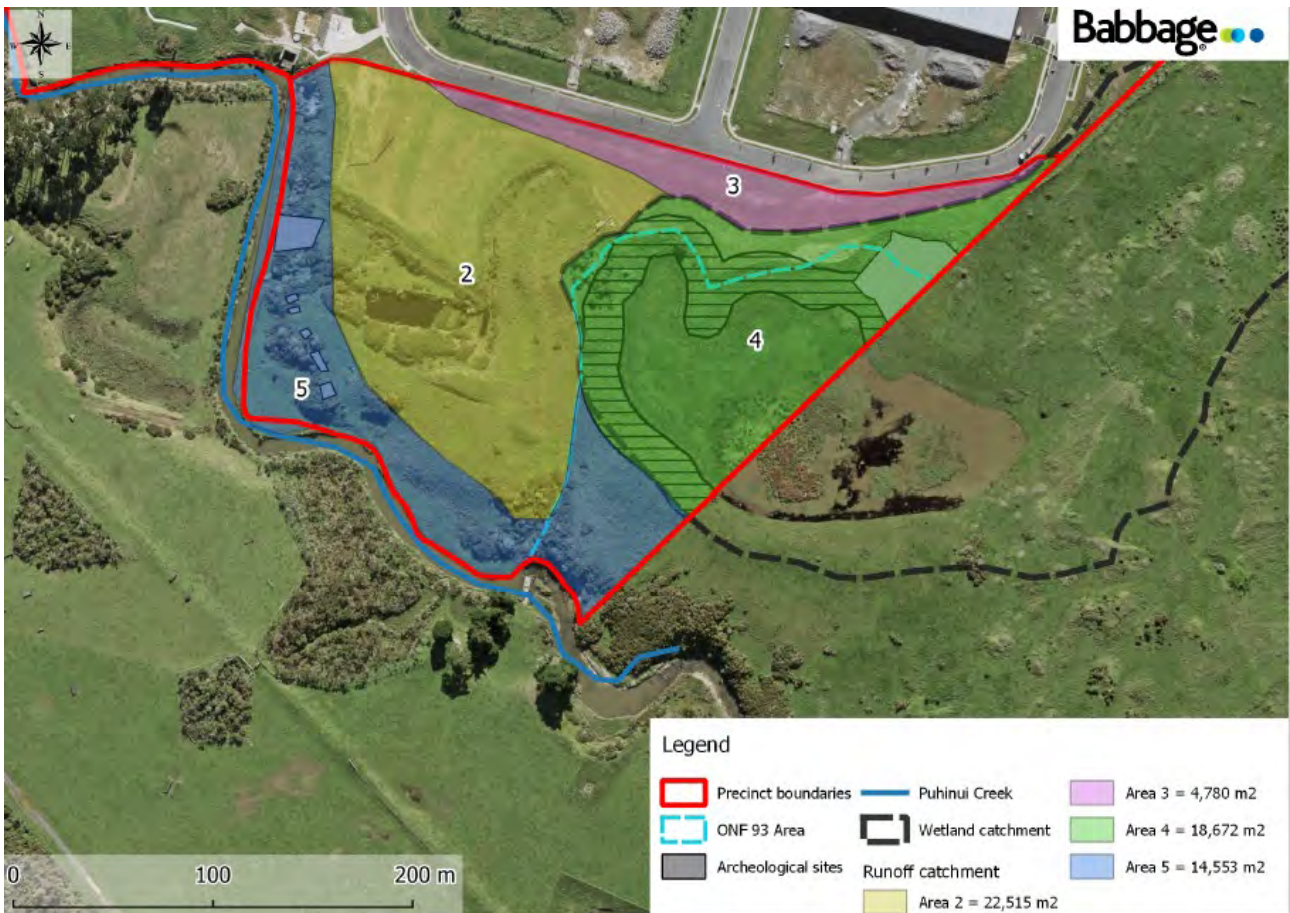 N
W E
S
Babbage
3
2
4
5
Legend
Precinct boundaries
ONF 93 Area
Archeological sites
Puhinui Creek
Wetland catchment
Runoff catchment
Area 2 = 22,515 m2
Area 3 = 4,780 m2
Area 4 = 18,672 m2
Area 5 = 14,553 m2
0 100 200 m